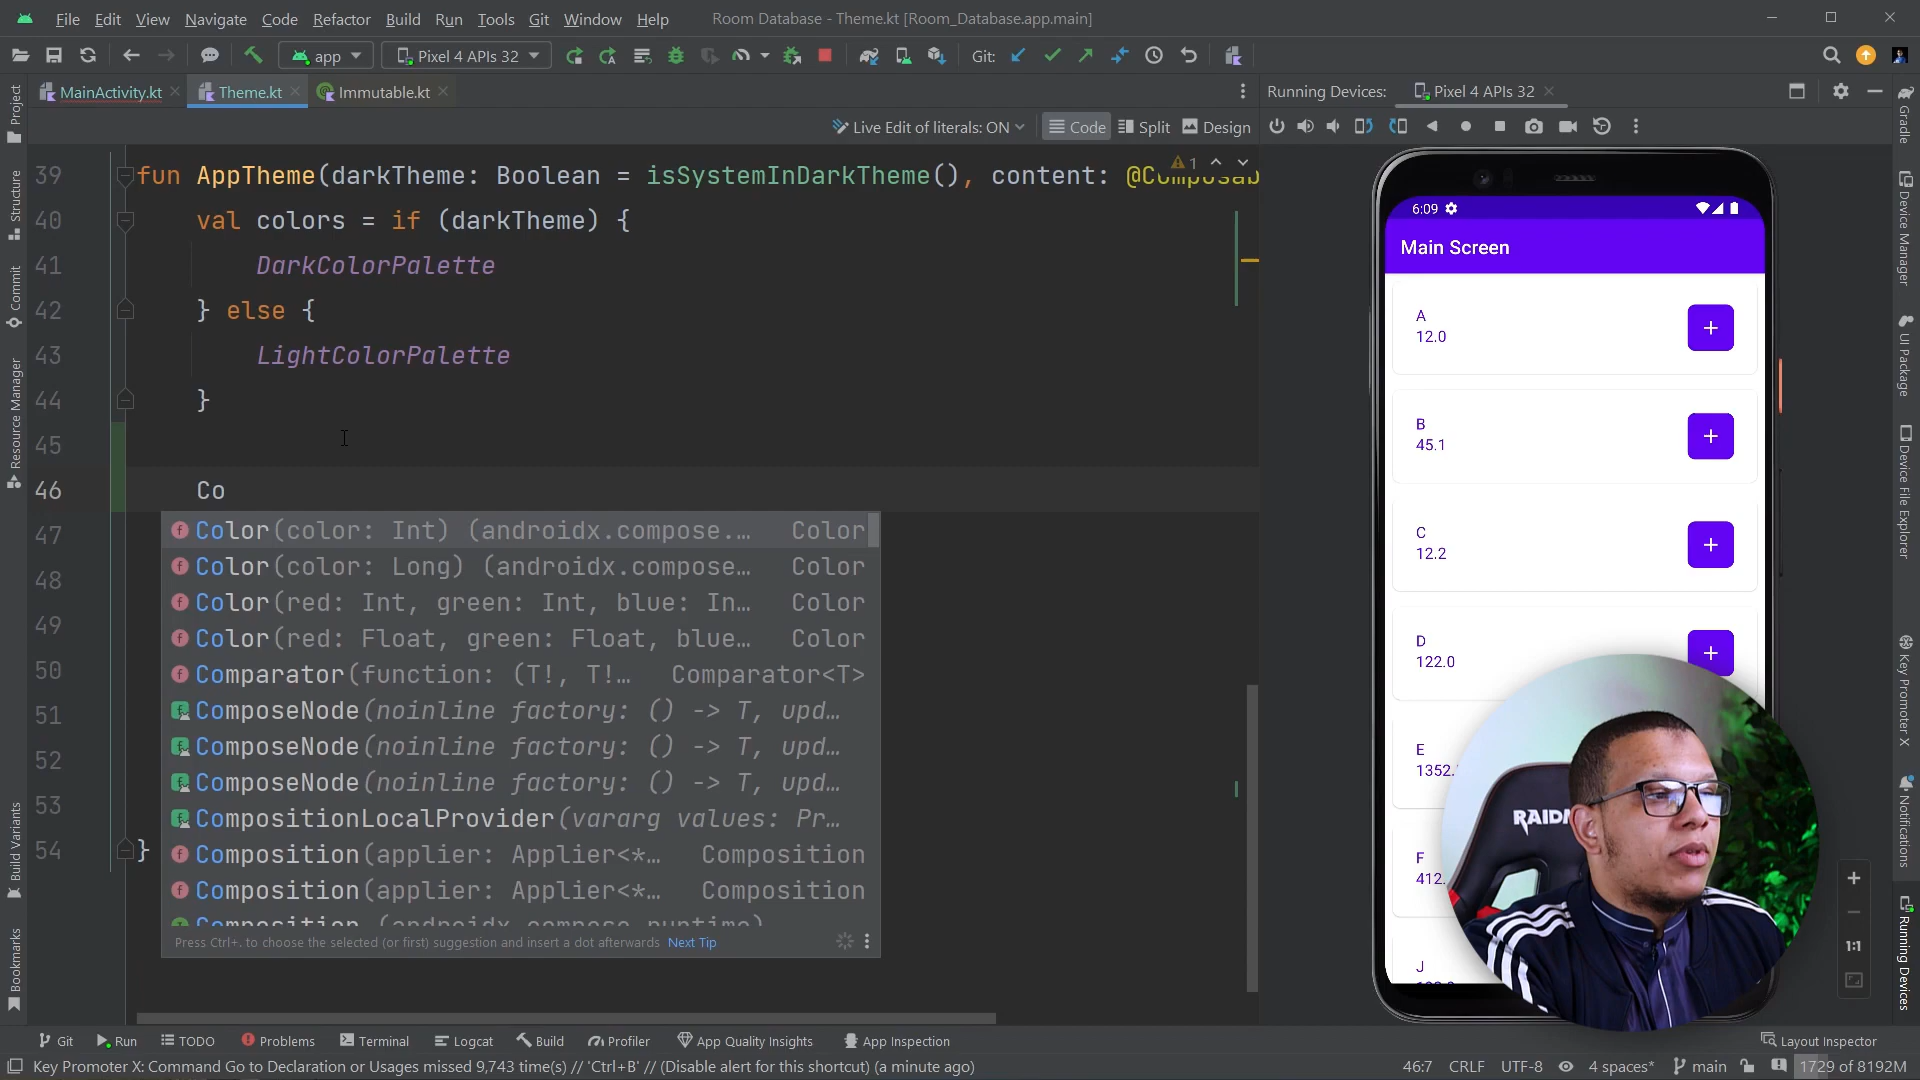 File Edit View Navigate Code Refactor Build Run Tools Git Window Help Room Database - Theme.kt [Room_Database.app.main]
app Pixel 4 APIs 32 Git:
MainActivity.kt Theme.kt Immutable.kt Running Devices: Pixel 4 APIs 32
Live Edit of literals: ON Code Split Design
39 fun AppTheme(darkTheme: Boolean = isSystemInDarkTheme(), content: @Composab
1
40 val colors = if (darkTheme) {
41 DarkColorPalette
42 } else {
43 LightColorPalette
44 }
45
46 Co
47
48
49
50
51
52
53
54 }
Color(color: Int) (androidx.compose.… Color
Color(color: Long) (androidx.compose… Color
Color(red: Int, green: Int, blue: In… Color
Color(red: Float, green: Float, blue… Color
Comparator(function: (T!, T!… Comparator<T>
ComposeNode(noinline factory: () -> T, upd…
ComposeNode(noinline factory: () -> T, upd…
ComposeNode(noinline factory: () -> T, upd…
CompositionLocalProvider(vararg values: Pr…
Composition(applier: Applier<*… Composition
Composition(applier: Applier<*… Composition
Composition (androidx.compose.runtime)
Press Ctrl+. to choose the selected (or first) suggestion and insert a dot afterwards Next Tip
Project
Structure
Commit
Resource Manager
Build Variants
Bookmarks
6:09
Main Screen
A
12.0
+
B
45.1
+
C
12.2
+
D
122.0
+
E
1352.
F
412.
J
RAID
Gradle
Device Manager
UI Package
Device File Explorer
Key Promoter X
Notifications
Running Devices
+
−
1:1
Git Run TODO Problems Terminal Logcat Build Profiler App Quality Insights App Inspection Layout Inspector
Key Promoter X: Command Go to Declaration or Usages missed 9,743 time(s) // 'Ctrl+B' // (Disable alert for this shortcut) (a minute ago) 46:7 CRLF UTF-8 4 spaces* main 1729 of 8192M